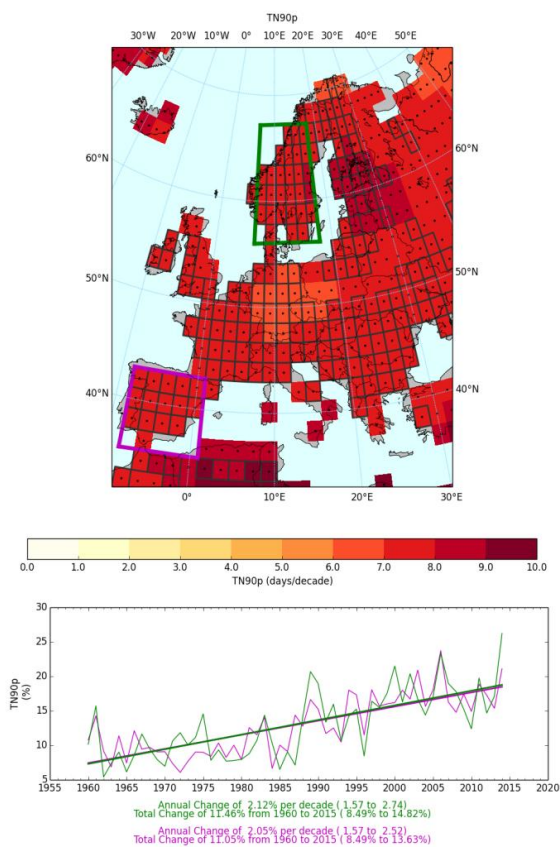 TN90p
30°W 20°W 10°W 0° 10°E 20°E 30°E 40°E 50°E
60°N 60°N
50°N 50°N
40°N 40°N
0° 10°E 20°E 30°E
0.0 1.0 2.0 3.0 4.0 5.0 6.0 7.0 8.0 9.0 10.0
TN90p (days/decade)
30
25
20
15
10
5
TN90p
(%)
1955 1960 1965 1970 1975 1980 1985 1990 1995 2000 2005 2010 2015 2020
Annual Change of 2.12% per decade ( 1.57 to 2.74)
Total Change of 11.46% from 1960 to 2015 ( 8.49% to 14.82%)
Annual Change of 2.05% per decade ( 1.57 to 2.52)
Total Change of 11.05% from 1960 to 2015 ( 8.49% to 13.63%)